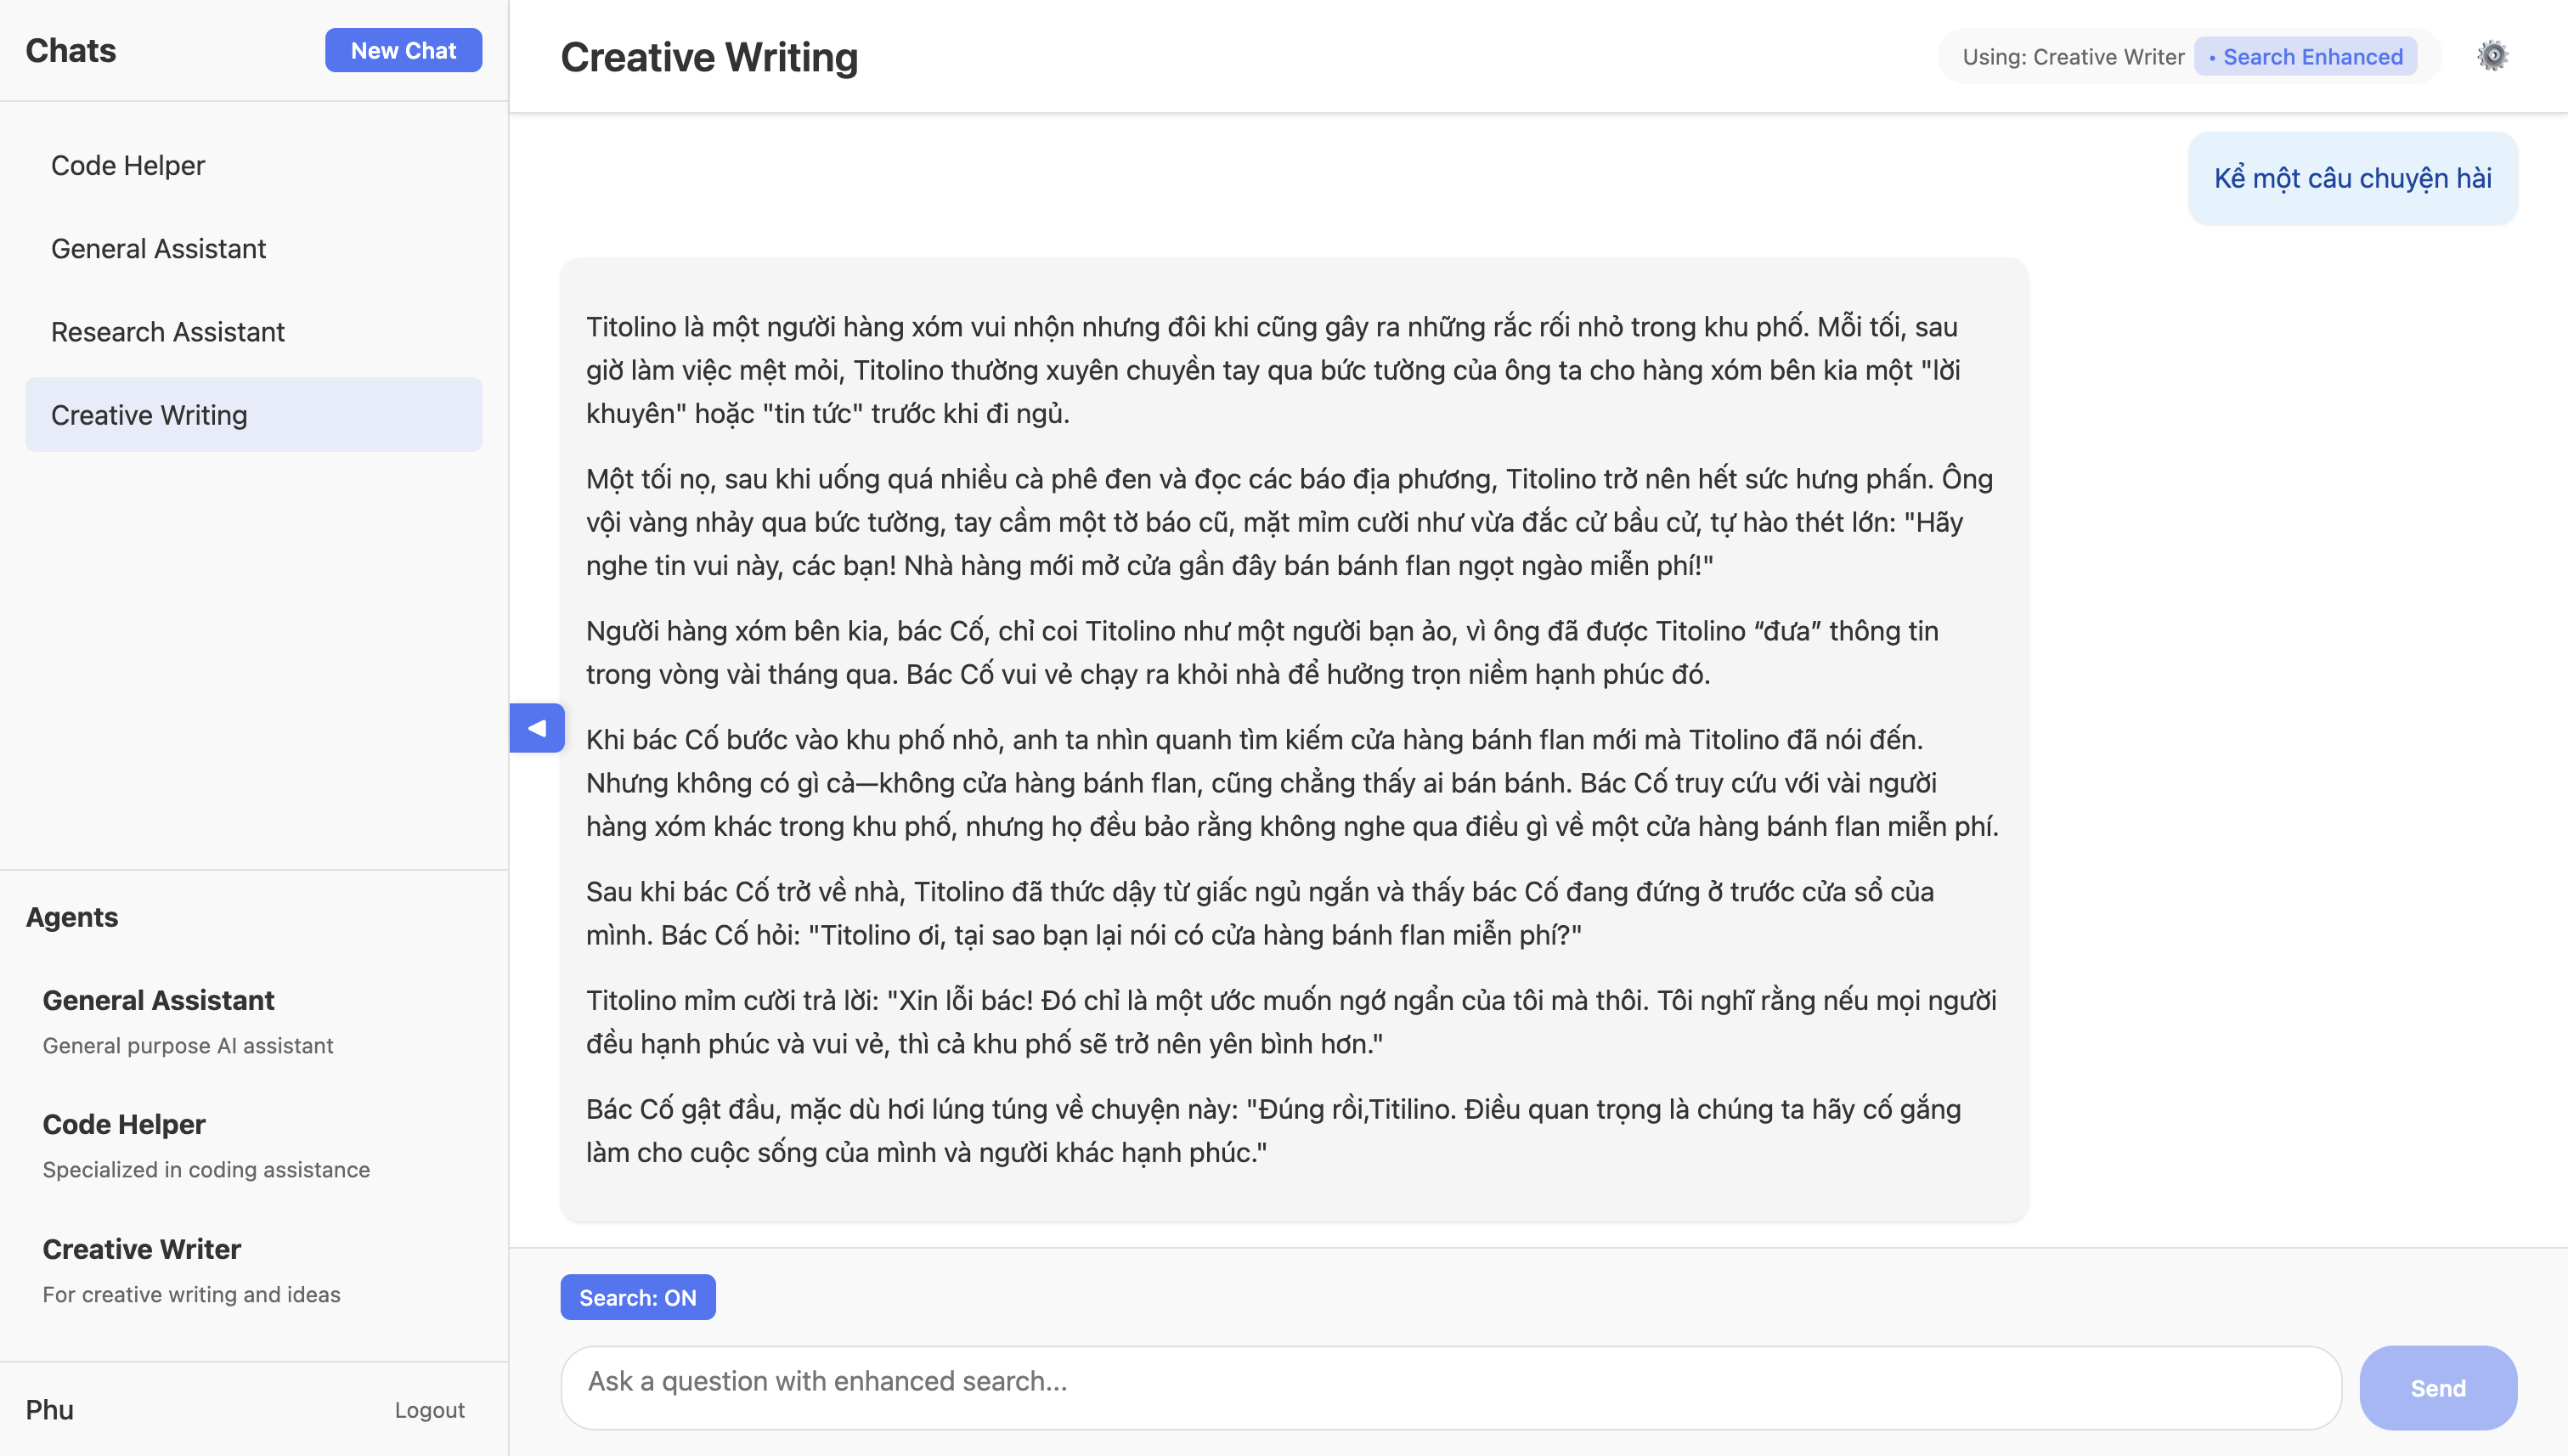 Chats
New Chat
Code Helper
General Assistant
Research Assistant
Creative Writing
Agents
General Assistant
General purpose AI assistant
Code Helper
Specialized in coding assistance
Creative Writer
For creative writing and ideas
Phu
Logout
Creative Writing
Using: Creative Writer
• Search Enhanced
Kể một câu chuyện hài
Titolino là một người hàng xóm vui nhộn nhưng đôi khi cũng gây ra những rắc rối nhỏ trong khu phố. Mỗi tối, sau
giờ làm việc mệt mỏi, Titolino thường xuyên chuyền tay qua bức tường của ông ta cho hàng xóm bên kia một "lời
khuyên" hoặc "tin tức" trước khi đi ngủ.
Một tối nọ, sau khi uống quá nhiều cà phê đen và đọc các báo địa phương, Titolino trở nên hết sức hưng phấn. Ông
vội vàng nhảy qua bức tường, tay cầm một tờ báo cũ, mặt mỉm cười như vừa đắc cử bầu cử, tự hào thét lớn: "Hãy
nghe tin vui này, các bạn! Nhà hàng mới mở cửa gần đây bán bánh flan ngọt ngào miễn phí!"
Người hàng xóm bên kia, bác Cố, chỉ coi Titolino như một người bạn ảo, vì ông đã được Titolino “đưa” thông tin
trong vòng vài tháng qua. Bác Cố vui vẻ chạy ra khỏi nhà để hưởng trọn niềm hạnh phúc đó.
Khi bác Cố bước vào khu phố nhỏ, anh ta nhìn quanh tìm kiếm cửa hàng bánh flan mới mà Titolino đã nói đến.
Nhưng không có gì cả—không cửa hàng bánh flan, cũng chẳng thấy ai bán bánh. Bác Cố truy cứu với vài người
hàng xóm khác trong khu phố, nhưng họ đều bảo rằng không nghe qua điều gì về một cửa hàng bánh flan miễn phí.
Sau khi bác Cố trở về nhà, Titolino đã thức dậy từ giấc ngủ ngắn và thấy bác Cố đang đứng ở trước cửa sổ của
mình. Bác Cố hỏi: "Titolino ơi, tại sao bạn lại nói có cửa hàng bánh flan miễn phí?"
Titolino mỉm cười trả lời: "Xin lỗi bác! Đó chỉ là một ước muốn ngớ ngẩn của tôi mà thôi. Tôi nghĩ rằng nếu mọi người
đều hạnh phúc và vui vẻ, thì cả khu phố sẽ trở nên yên bình hơn."
Bác Cố gật đầu, mặc dù hơi lúng túng về chuyện này: "Đúng rồi,Titilino. Điều quan trọng là chúng ta hãy cố gắng
làm cho cuộc sống của mình và người khác hạnh phúc."
Search: ON
Ask a question with enhanced search...
Send